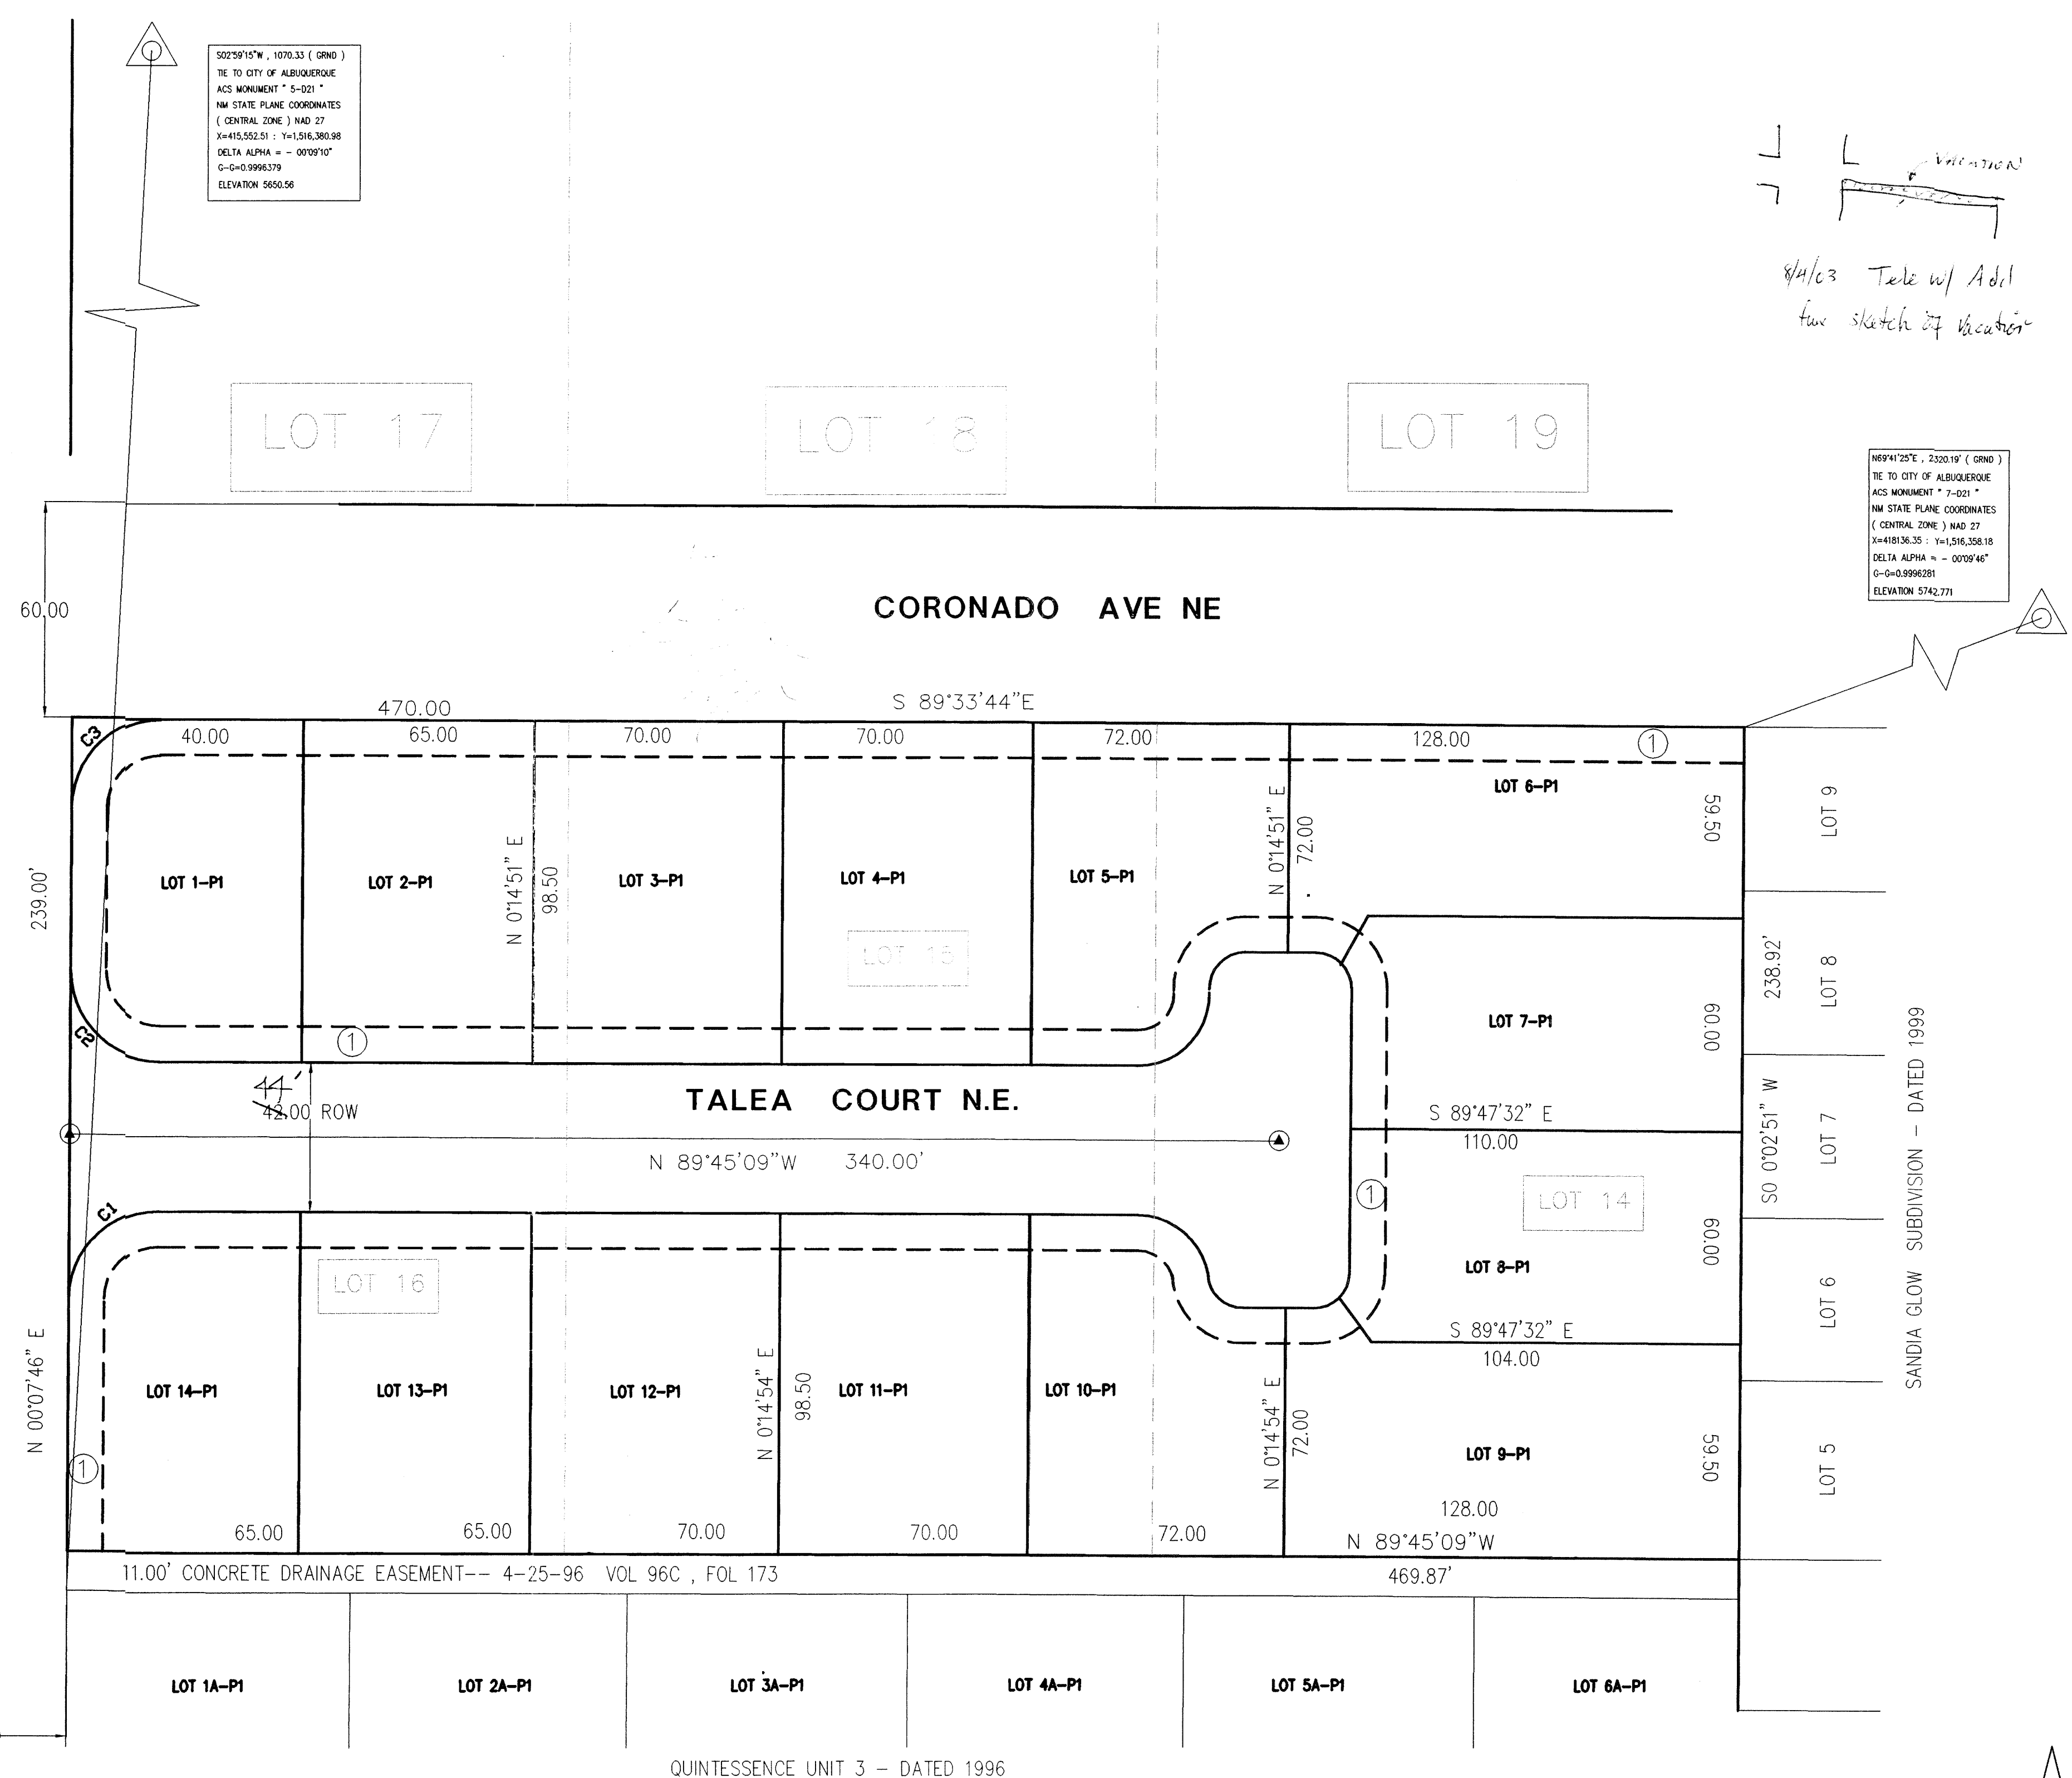 S02°59'15"W , 1070.33 ( GRND )
TIE TO CITY OF ALBUQUERQUE
ACS MONUMENT " 5-D21 "
NM STATE PLANE COORDINATES
( CENTRAL ZONE ) NAD 27
X=415,552.51 : Y=1,516,380.98
DELTA ALPHA = - 00°09'10"
G-G=0.9996379
ELEVATION 5650.56
VACATION
8/4/03 Tele w/ Add
fax sketch of vacation
LOT 17
LOT 18
LOT 19
N69°41'25"E , 2320.19' ( GRND )
TIE TO CITY OF ALBUQUERQUE
ACS MONUMENT " 7-D21 "
NM STATE PLANE COORDINATES
( CENTRAL ZONE ) NAD 27
X=418136.35 : Y=1,516,358.18
DELTA ALPHA = - 00°09'46"
G-G=0.9996281
ELEVATION 5742.771
60.00
CORONADO AVE NE
470.00
S 89°33'44"E
C3
40.00
65.00
70.00
70.00
72.00
128.00
1
LOT 6-P1
59.50
LOT 9
239.00'
LOT 1-P1
LOT 2-P1
N 0°14'51" E
98.50
LOT 3-P1
LOT 4-P1
LOT 5-P1
N 0°14'51" E
72.00
LOT 15
238.92'
LOT 8
C2
1
LOT 7-P1
60.00
44'
42.00 ROW
TALEA COURT N.E.
S 89°47'32" E
110.00
S0 0°02'51" W
LOT 7
SANDIA GLOW SUBDIVISION - DATED 1999
N 89°45'09"W 340.00'
C1
1
LOT 14
LOT 16
LOT 8-P1
60.00
LOT 6
S 89°47'32" E
104.00
N 00°07'46" E
LOT 14-P1
LOT 13-P1
LOT 12-P1
N 0°14'54" E
98.50
LOT 11-P1
LOT 10-P1
N 0°14'54" E
72.00
LOT 9-P1
59.50
LOT 5
1
65.00
65.00
70.00
70.00
72.00
128.00
N 89°45'09"W
11.00' CONCRETE DRAINAGE EASEMENT-- 4-25-96 VOL 96C , FOL 173
469.87'
LOT 1A-P1
LOT 2A-P1
LOT 3A-P1
LOT 4A-P1
LOT 5A-P1
LOT 6A-P1
QUINTESSENCE UNIT 3 - DATED 1996